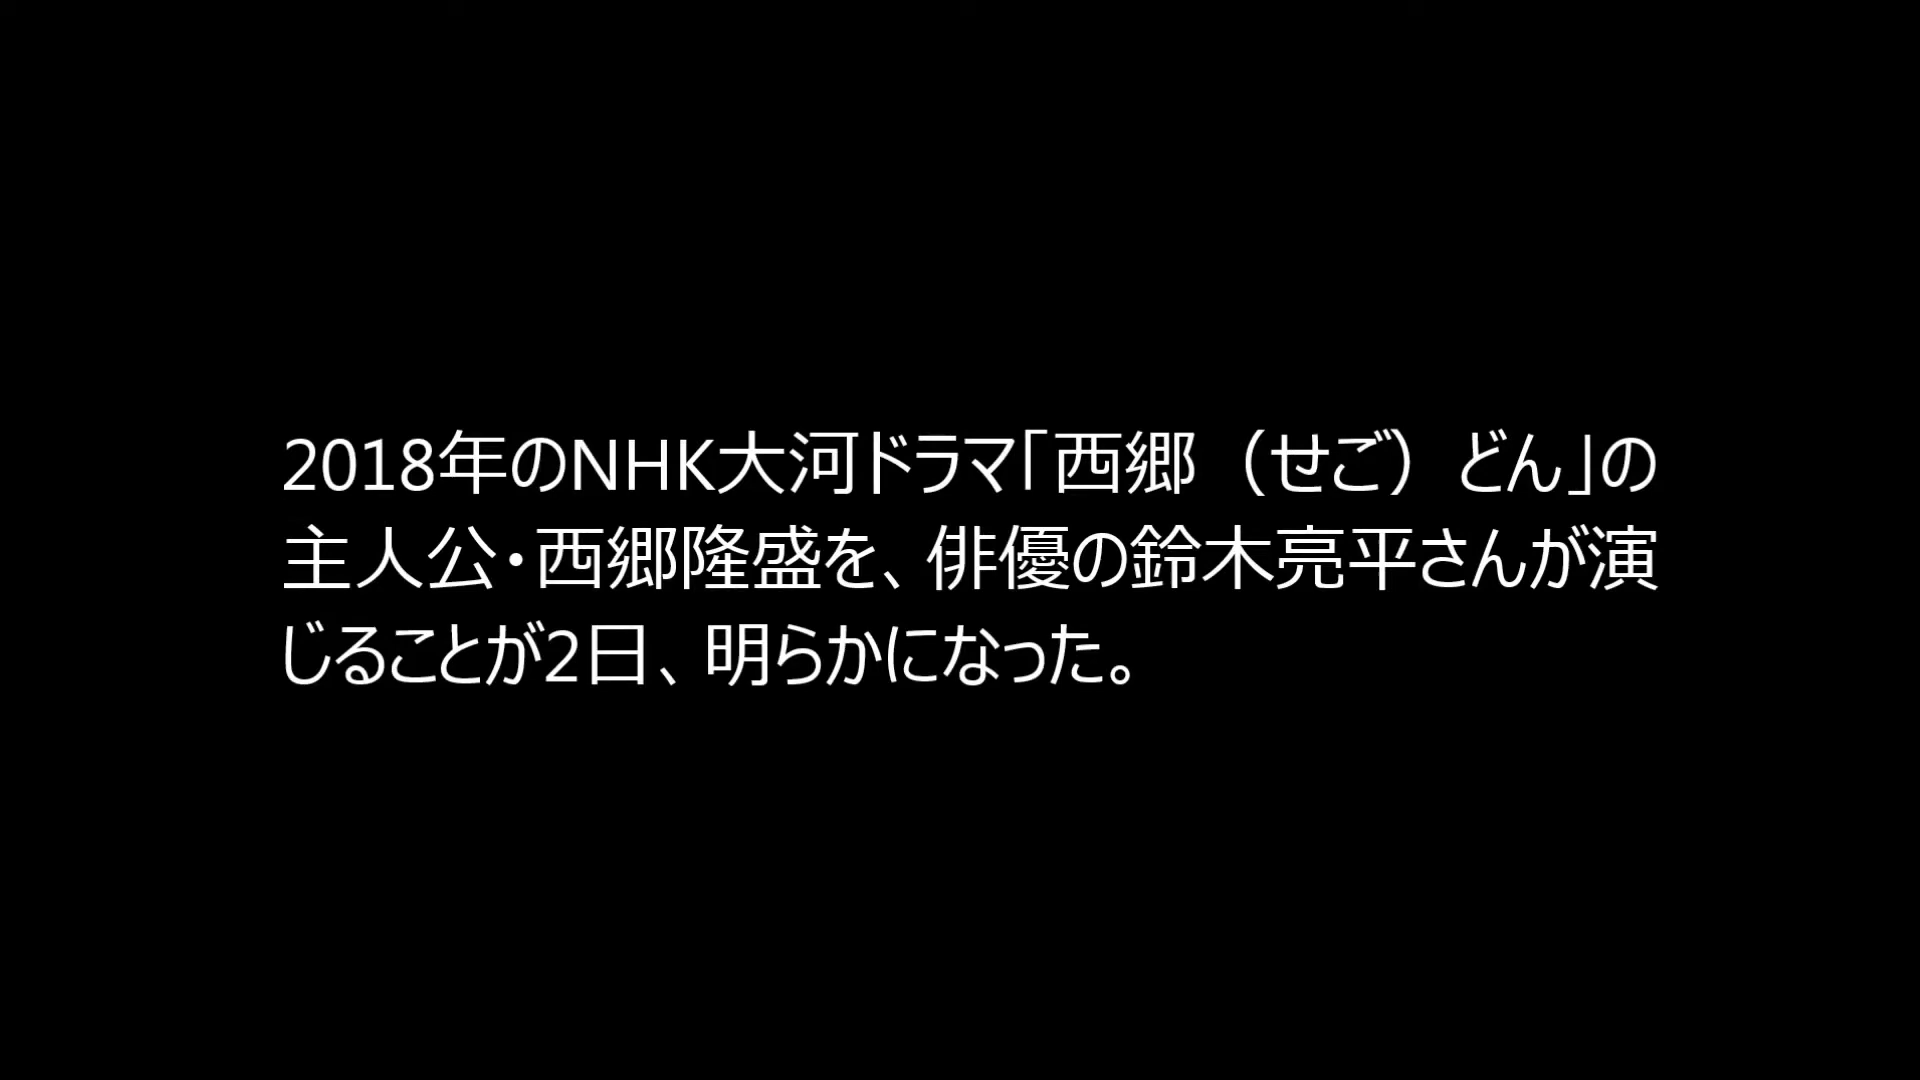 2018年のNHK大河ドラマ「西郷（せご）どん」の
主人公・西郷隆盛を、俳優の鈴木亮平さんが演
じることが2日、明らかになった。